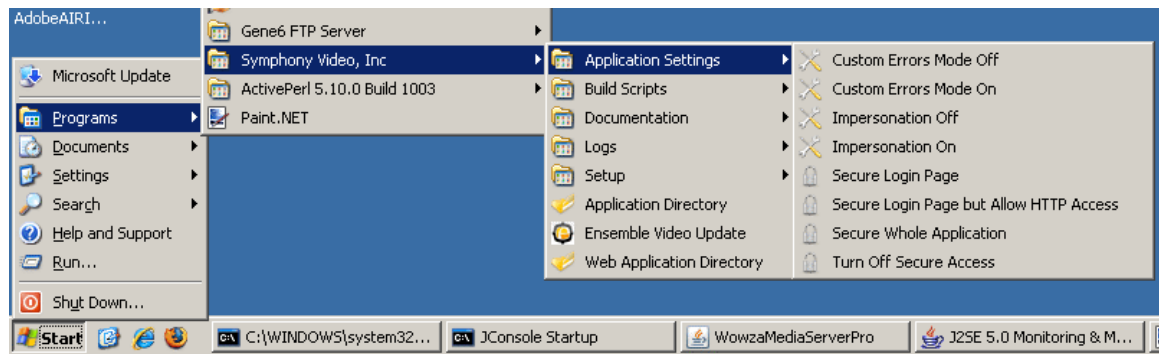 AdobeAIRI...
Microsoft Update
Programs
Documents
Settings
Search
Help and Support
Run...
Shut Down...
Gene6 FTP Server
Symphony Video, Inc
ActivePerl 5.10.0 Build 1003
Paint.NET
Application Settings
Build Scripts
Documentation
Logs
Setup
Application Directory
Ensemble Video Update
Web Application Directory
Custom Errors Mode Off
Custom Errors Mode On
Impersonation Off
Impersonation On
Secure Login Page
Secure Login Page but Allow HTTP Access
Secure Whole Application
Turn Off Secure Access
Start C:\WINDOWS\system32... JConsole Startup WowzaMediaServerPro J2SE 5.0 Monitoring & M...